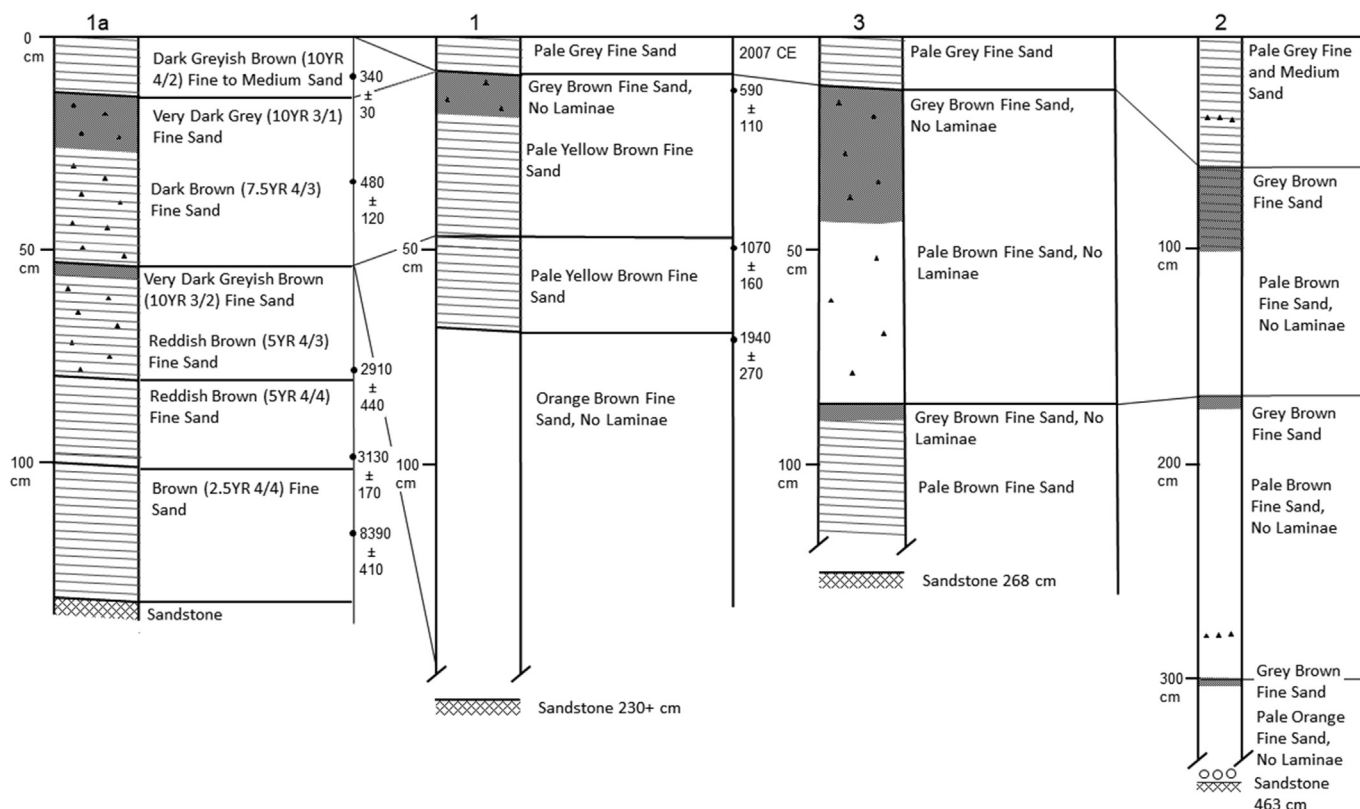 1a
1
3
2
0
cm
50
cm
100
cm
Dark Greyish Brown (10YR
4/2) Fine to Medium Sand
Very Dark Grey (10YR 3/1)
Fine Sand
Dark Brown (7.5YR 4/3)
Fine Sand
Very Dark Greyish Brown
(10YR 3/2) Fine Sand
Reddish Brown (5YR 4/3)
Fine Sand
Reddish Brown (5YR 4/4)
Fine Sand
Brown (2.5YR 4/4) Fine
Sand
Sandstone
340
±
30
480
±
120
2910
±
440
3130
±
170
8390
±
410
50
cm
100
cm
Pale Grey Fine Sand
Grey Brown Fine Sand,
No Laminae
Pale Yellow Brown Fine
Sand
Pale Yellow Brown Fine
Sand
Orange Brown Fine
Sand, No Laminae
Sandstone 230+ cm
2007 CE
590
±
110
1070
±
160
1940
±
270
50
cm
100
cm
Pale Grey Fine Sand
Grey Brown Fine Sand,
No Laminae
Pale Brown Fine Sand, No
Laminae
Grey Brown Fine Sand, No
Laminae
Pale Brown Fine Sand
Sandstone 268 cm
100
cm
200
cm
300
cm
Pale Grey Fine
and Medium
Sand
Grey Brown
Fine Sand
Pale Brown
Fine Sand,
No Laminae
Grey Brown
Fine Sand
Pale Brown
Fine Sand,
No Laminae
Grey Brown
Fine Sand
Pale Orange
Fine Sand,
No Laminae
Sandstone
463 cm